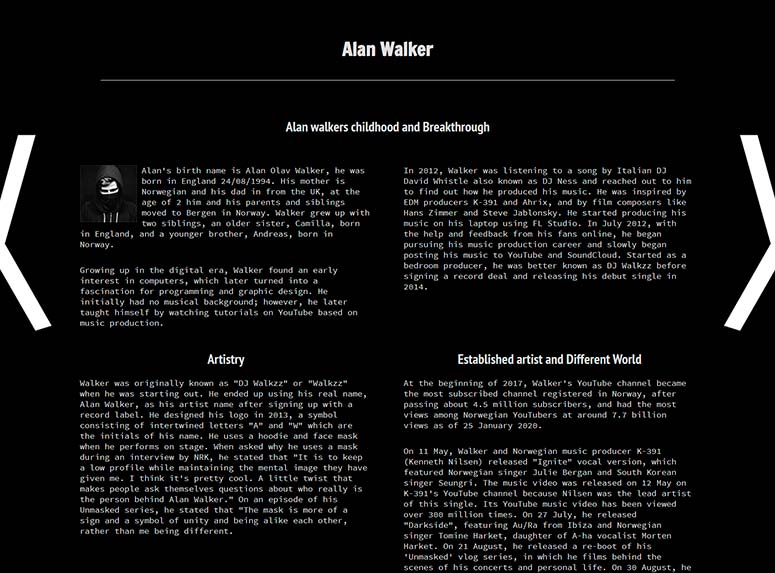 Alan Walker
Alan walkers childhood and Breakthrough
Alan's birth name is Alan Olav Walker, he was
born in England 24/08/1994. His mother is
Norwegian and his dad in from the UK, at the
age of 2 him and his parents and siblings
moved to Bergen in Norway. Walker grew up with
two siblings, an older sister, Camilla, born
in England, and a younger brother, Andreas, born in
Norway.
Growing up in the digital era, Walker found an early
interest in computers, which later turned into a
fascination for programming and graphic design. He
initially had no musical background; however, he later
taught himself by watching tutorials on YouTube based on
music production.
In 2012, Walker was listening to a song by Italian DJ
David Whistle also known as DJ Ness and reached out to him
to find out how he produced his music. He was inspired by
EDM producers K-391 and Ahrix, and by film composers like
Hans Zimmer and Steve Jablonsky. He started producing his
music on his laptop using FL Studio. In July 2012, with
the help and feedback from his fans online, he began
pursuing his music production career and slowly began
posting his music to YouTube and SoundCloud. Started as a
bedroom producer, he was better known as DJ Walkzz before
signing a record deal and releasing his debut single in
2014.
Artistry
Walker was originally known as "DJ Walkzz" or "Walkzz"
when he was starting out. He ended up using his real name,
Alan Walker, as his artist name after signing up with a
record label. He designed his logo in 2013, a symbol
consisting of intertwined letters "A" and "W" which are
the initials of his name. He uses a hoodie and face mask
when he performs on stage. When asked why he uses a mask
during an interview by NRK, he stated that "It is to keep
a low profile while maintaining the mental image they have
given me. I think it's pretty cool. A little twist that
makes people ask themselves questions about who really is
the person behind Alan Walker." On an episode of his
Unmasked series, he stated that "The mask is more of a
sign and a symbol of unity and being alike each other,
rather than me being different.
Established artist and Different World
At the beginning of 2017, Walker's YouTube channel became
the most subscribed channel registered in Norway, after
passing about 4.5 million subscribers, and had the most
views among Norwegian YouTubers at around 7.7 billion
views as of 25 January 2020.
On 11 May, Walker and Norwegian music producer K-391
(Kenneth Nilsen) released "Ignite" vocal version, which
featured Norwegian singer Julie Bergan and South Korean
singer Seungri. The music video was released on 12 May on
K-391's YouTube channel because Nilsen was the lead artist
of this single. Its YouTube music video has been viewed
over 300 million times. On 27 July, he released
"Darkside", featuring Au/Ra from Ibiza and Norwegian
singer Tomine Harket, daughter of A-ha vocalist Morten
Harket. On 21 August, he released a re-boot of his
'Unmasked' vlog series, in which he films behind the
scenes of his concerts and personal life. On 30 August, he